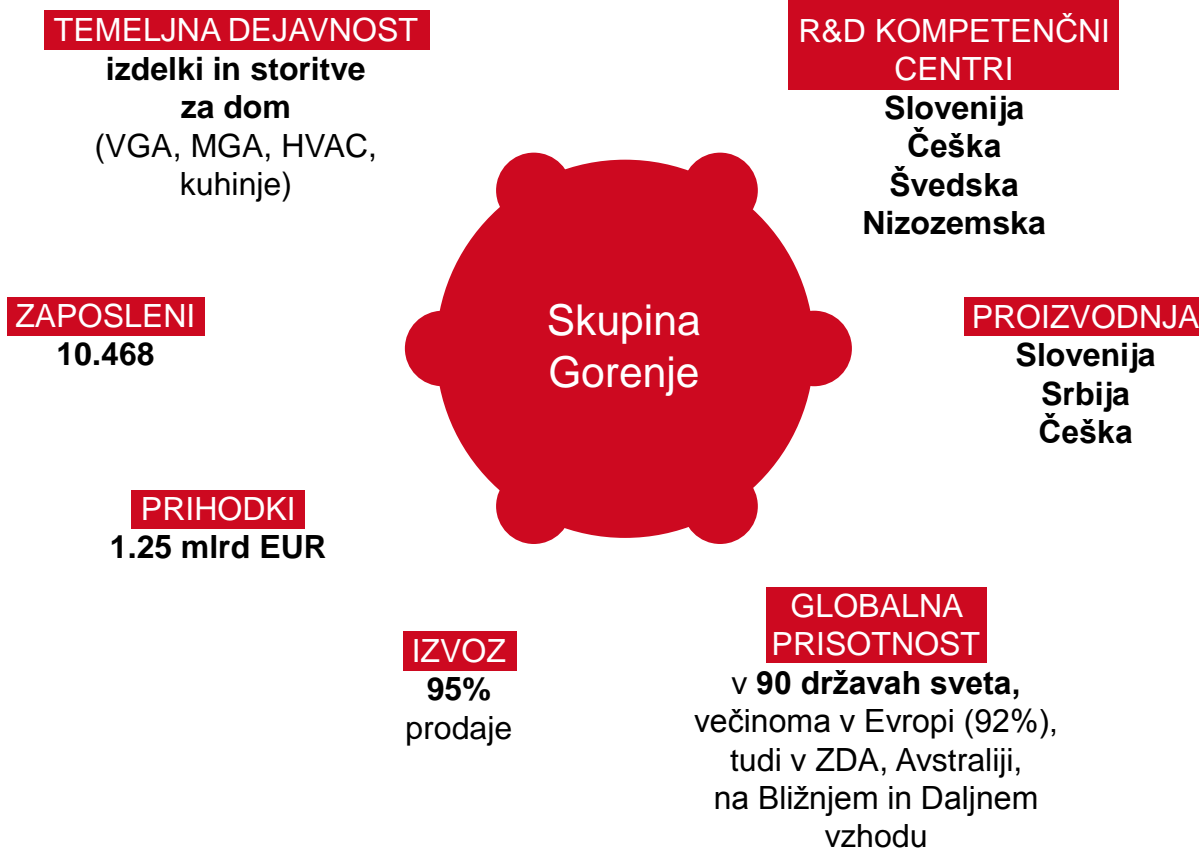 TEMELJNA DEJAVNOST
izdelki in storitve
za dom
(VGA, MGA, HVAC,
kuhinje)
R&D KOMPETENČNI
CENTRI
Slovenija
Češka
Švedska
Nizozemska
ZAPOSLENI
10.468
Skupina
Gorenje
PROIZVODNJA
Slovenija
Srbija
Češka
PRIHODKI
1.25 mlrd EUR
IZVOZ
95%
prodaje
GLOBALNA
PRISOTNOST
v 90 državah sveta,
večinoma v Evropi (92%),
tudi v ZDA, Avstraliji,
na Bližnjem in Daljnem
vzhodu